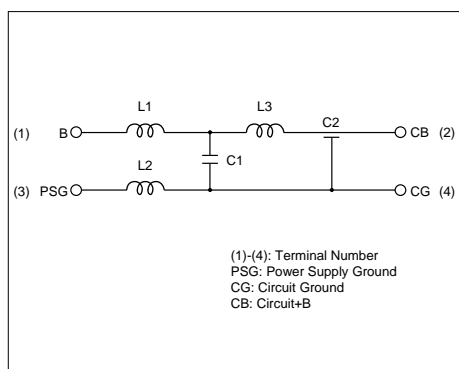 L1
L3
C2
(1)
B
CB
(2)
C1
L2
(3)
PSG
CG
(4)
(1)-(4): Terminal Number
PSG: Power Supply Ground
CG: Circuit Ground
CB: Circuit+B